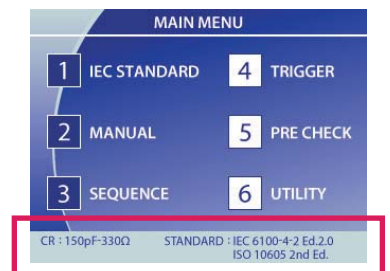 MAIN MENU
1 IEC STANDARD
4 TRIGGER
2 MANUAL
5 PRE CHECK
3 SEQUENCE
6 UTILITY
CR : 150pF-330Ω STANDARD : IEC 6100-4-2 Ed.2.0
ISO 10605 2nd Ed.